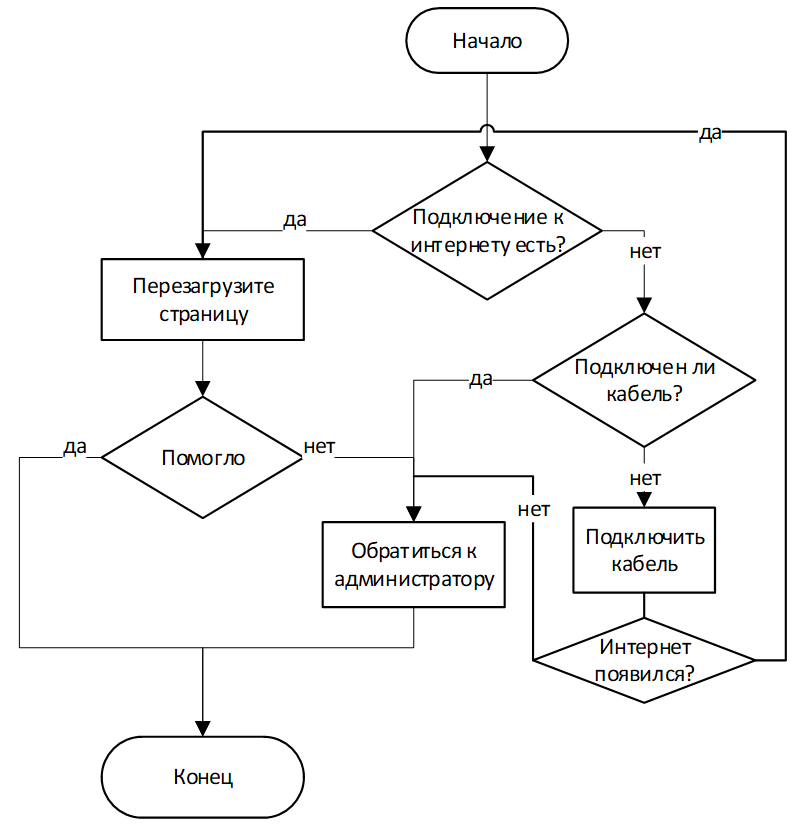 Начало
да
Подключение к
интернету есть?
да
нет
Перезагрузите
страницу
Подключен ли
кабель?
да
Помогло
да
нет
нет
Подключить
кабель
нет
Обратиться к
администратору
Интернет
появился?
Конец